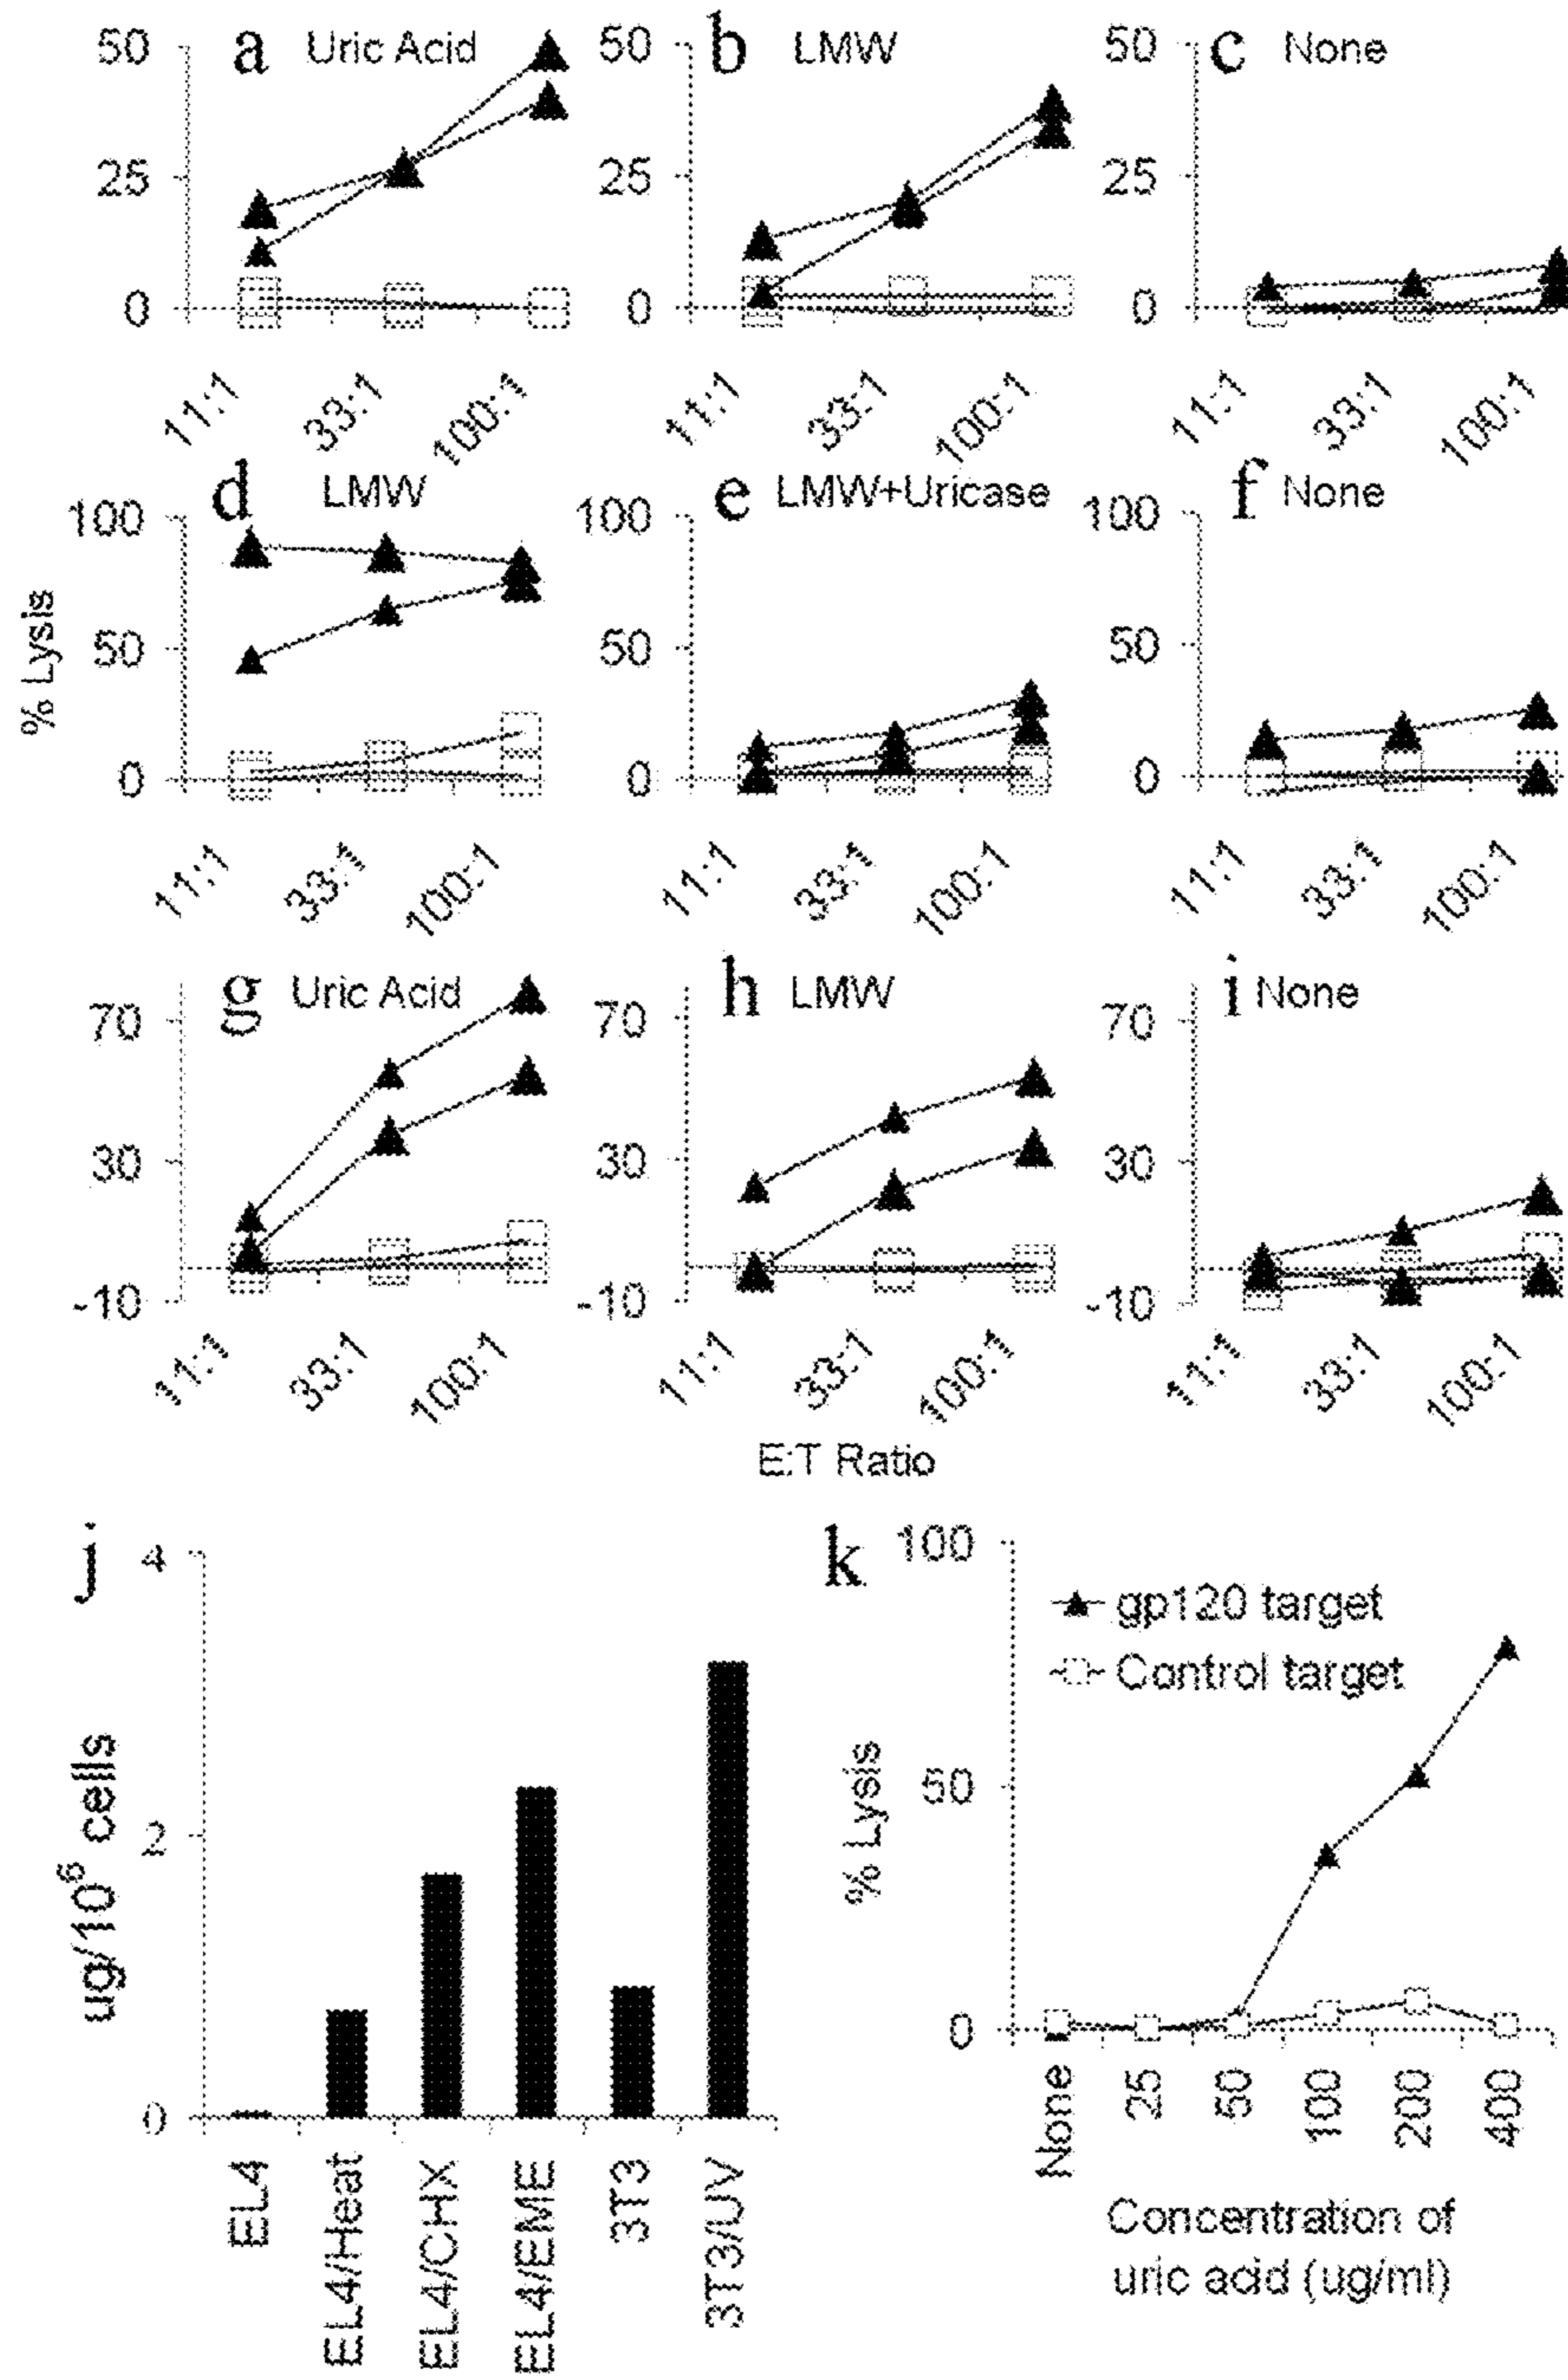 a Uric Acid
50
25
0
11:1 33:1 100:1
b LMW
50
25
0
11:1 33:1 100:1
c None
50
25
0
11:1 33:1 100:1
% Lysis
d LMW
100
50
0
11:1 33:1 100:1
e LMW+Uricase
100
50
0
11:1 33:1 100:1
f None
100
50
0
11:1 33:1 100:1
g Uric Acid
70
30
-10
11:1 33:1 100:1
h LMW
70
30
-10
11:1 33:1 100:1
i None
70
30
-10
11:1 33:1 100:1
E:T Ratio
j
ug/10⁶ cells
4
2
0
EL4
EL4/Heat
EL4/CHX
EL4/EME
3T3
3T3/UV
k
% Lysis
100
50
0
gp120 target
Control target
None
25
50
100
200
400
Concentration of
uric acid (ug/ml)